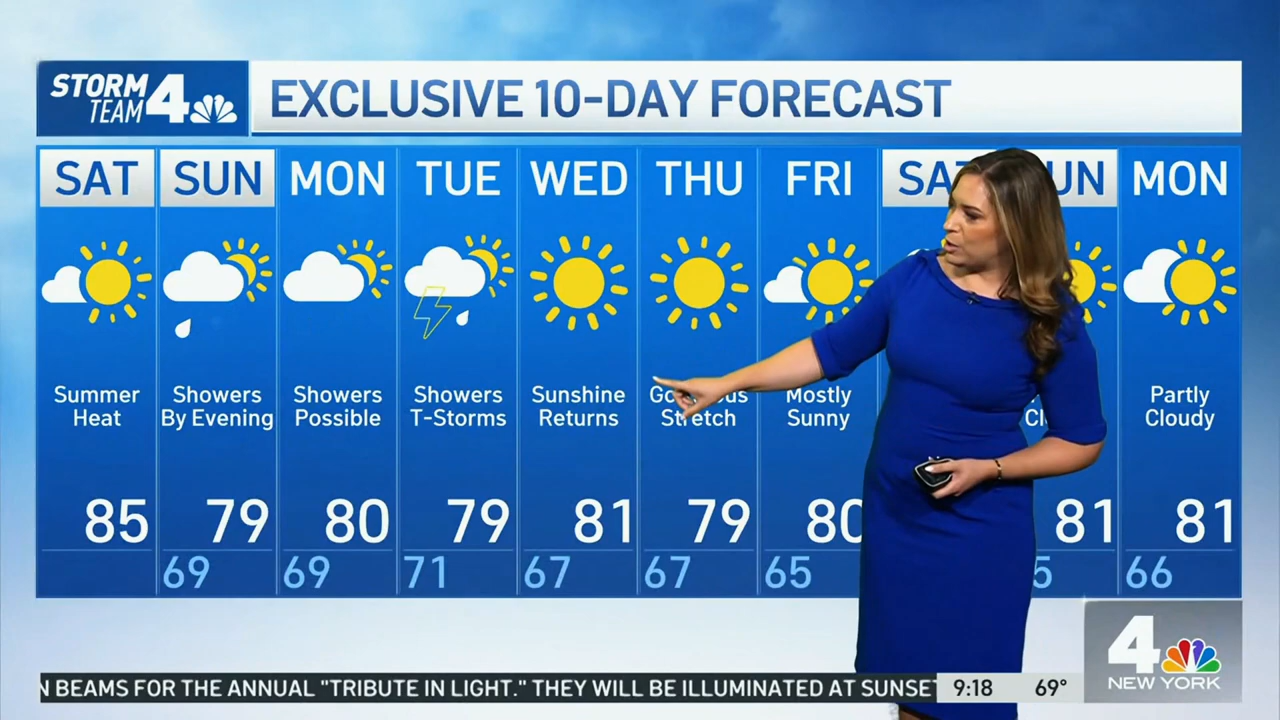 STORM
TEAM 4
EXCLUSIVE 10-DAY FORECAST
SAT SUN MON TUE WED THU FRI MON
Summer
Heat
Showers
By Evening
Showers
Possible
Showers
T-Storms
Sunshine
Returns
Stretch
Mostly
Sunny
Partly
Cloudy
85 79 80 79 81 79 80 81 81
69 69 71 67 67 65 66
4
NEW YORK
N BEAMS FOR THE ANNUAL "TRIBUTE IN LIGHT." THEY WILL BE ILLUMINATED AT SUNSET
9:18 69°